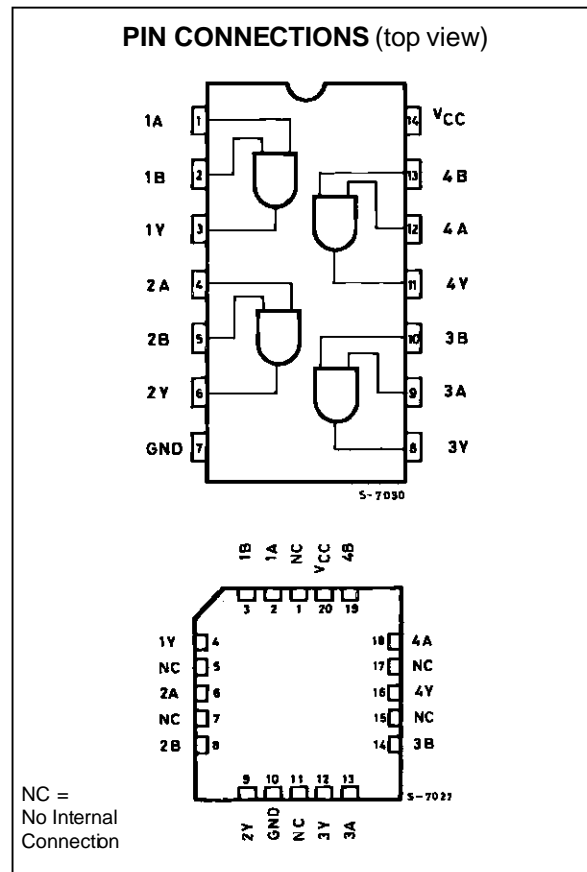 PIN CONNECTIONS (top view)
1A 1 14 VCC
1B 2 13 4B
1Y 3 12 4A
2A 4 11 4Y
2B 5 10 3B
2Y 6 9 3A
GND 7 8 3Y
S-7030
1B 1A NC VCC 4B
3 2 1 20 19
1Y 4 18 4A
NC 5 17 NC
2A 6 16 4Y
NC 7 15 NC
2B 8 14 3B
9 10 11 12 13
S-7027
2Y GND NC 3Y 3A
NC =
No Internal
Connection